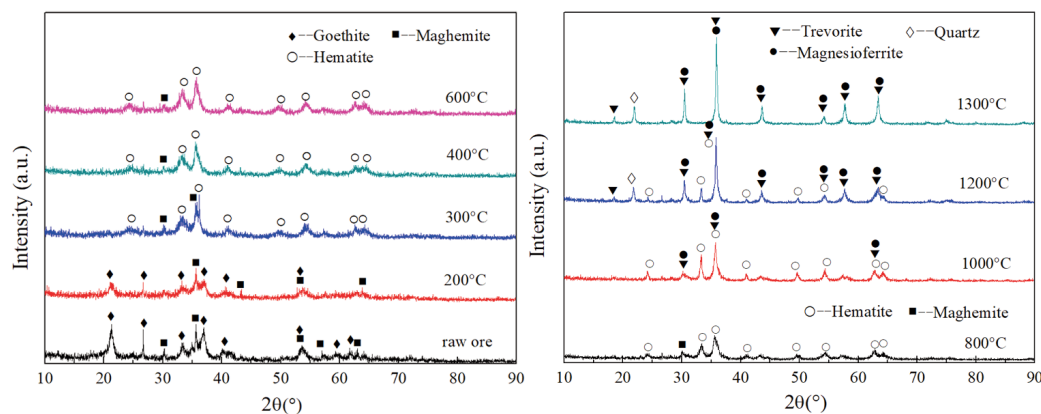 ◆--Goethite ■--Maghemite
○--Hematite
600°C
400°C
300°C
200°C
raw ore
Intensity (a.u.)
10 20 30 40 50 60 70 80 90
2θ(°)
▼--Trevorite ◇--Quartz
●--Magnesioferrite
1300°C
1200°C
1000°C
○--Hematite ■--Maghemite
800°C
Intensity (a.u.)
10 20 30 40 50 60 70 80 90
2θ(°)